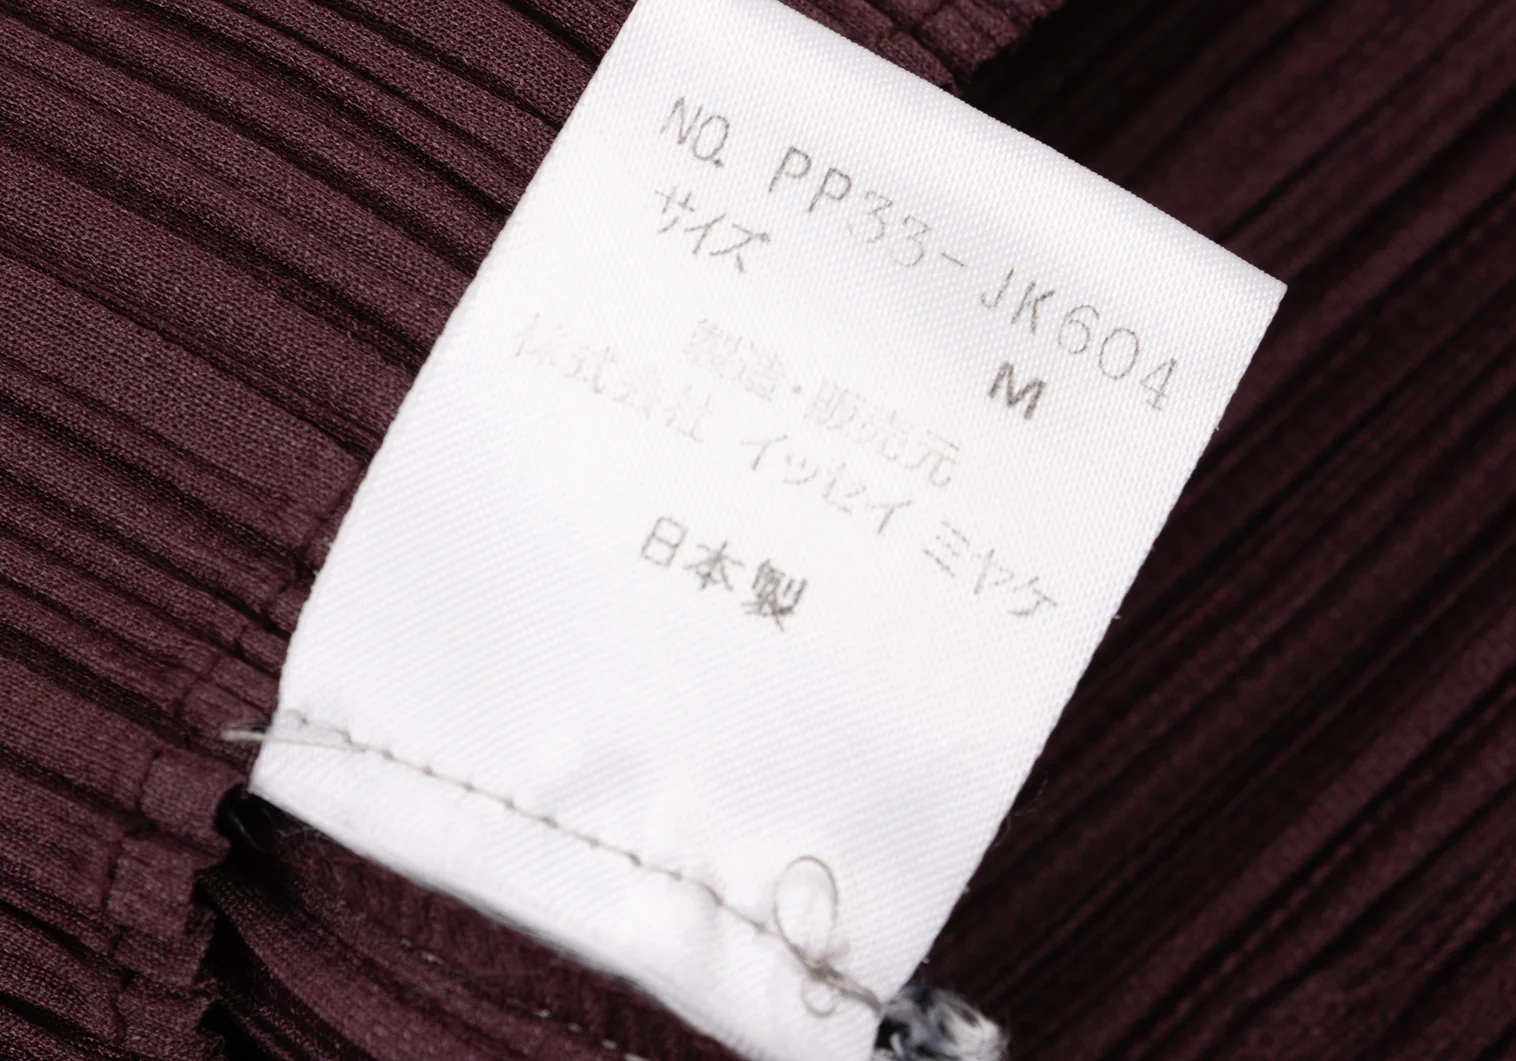 NO. PP33-JK604
サイズ M
製造・販売元
株式会社 イッセイ ミヤケ
日本製